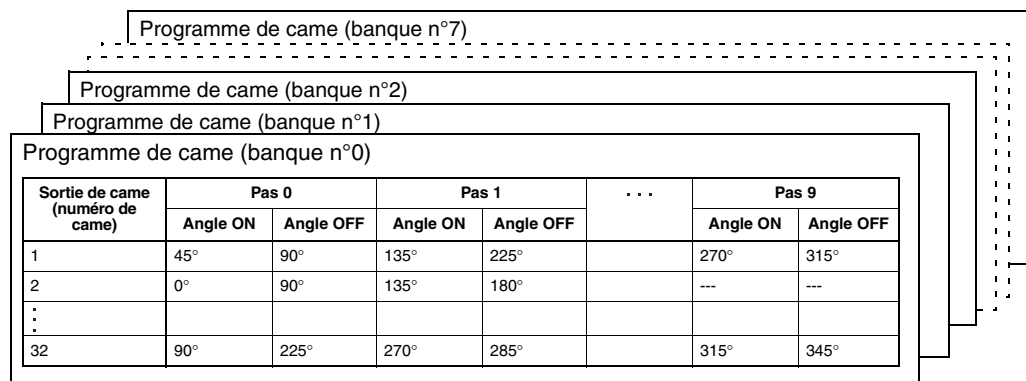 Programme de came (banque n°7)
Programme de came (banque n°2)
Programme de came (banque n°1)
Programme de came (banque n°0)
Sortie de came (numéro de came) Pas 0 Pas 1 . . . Pas 9
Angle ON Angle OFF Angle ON Angle OFF Angle ON Angle OFF
1 45° 90° 135° 225° 270° 315°
2 0° 90° 135° 180° --- ---
32 90° 225° 270° 285° 315° 345°